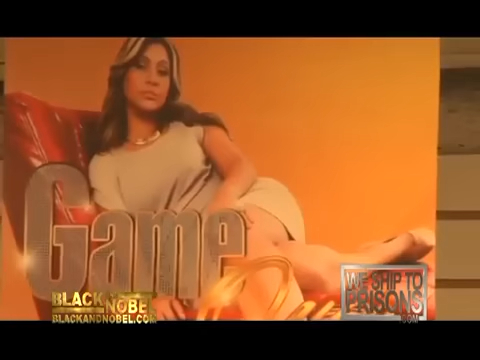 Game
BLACK
NOBEL
BLACKANDNOBEL.COM
WE SHIP TO
PRISONS
.COM